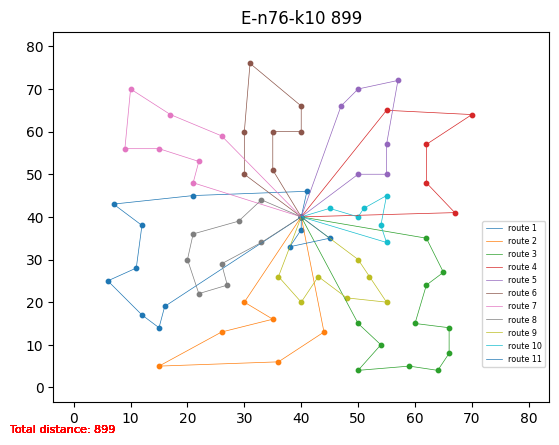 E-n76-k10 899
80
70
60
50
40
30
20
10
0
route 1
route 2
route 3
route 4
route 5
route 6
route 7
route 8
route 9
route 10
route 11
0 10 20 30 40 50 60 70 80
Total distance: 899